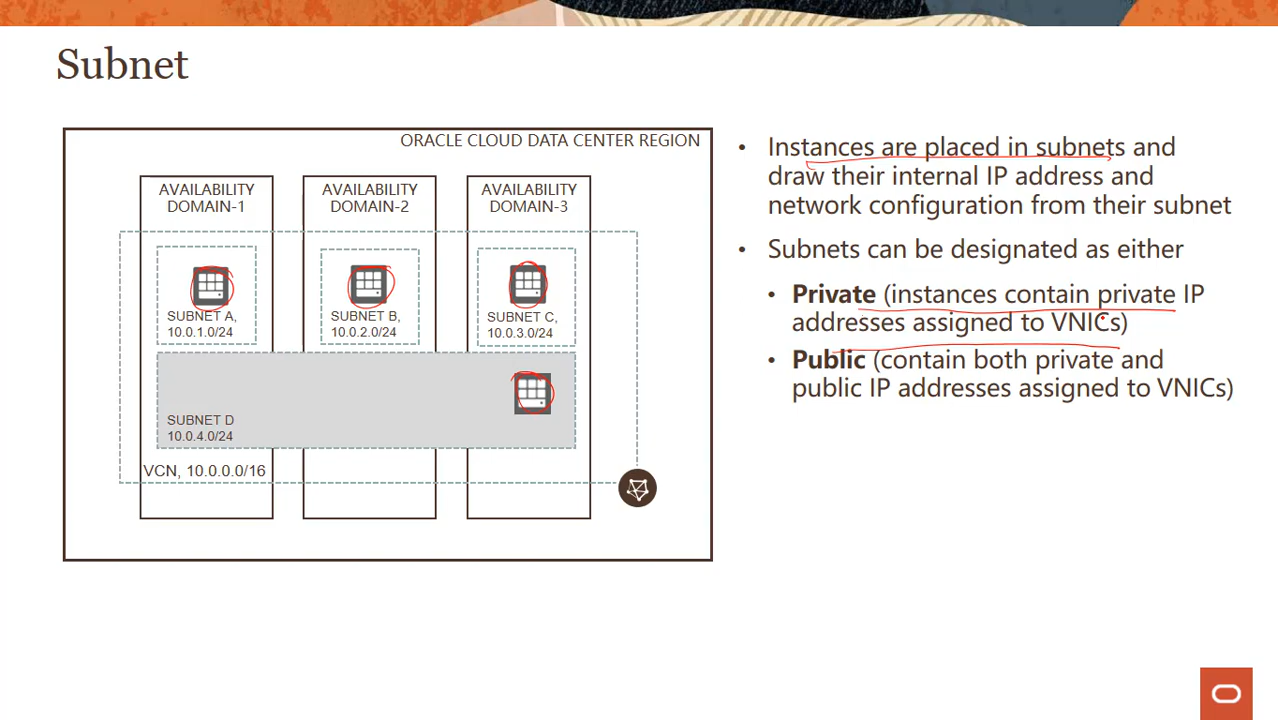 Subnet
ORACLE CLOUD DATA CENTER REGION
AVAILABILITY
DOMAIN-1
AVAILABILITY
DOMAIN-2
AVAILABILITY
DOMAIN-3
SUBNET A,
10.0.1.0/24
SUBNET B,
10.0.2.0/24
SUBNET C,
10.0.3.0/24
SUBNET D
10.0.4.0/24
VCN, 10.0.0.0/16
• Instances are placed in subnets and
draw their internal IP address and
network configuration from their subnet
• Subnets can be designated as either
• Private (instances contain private IP
addresses assigned to VNICs)
• Public (contain both private and
public IP addresses assigned to VNICs)